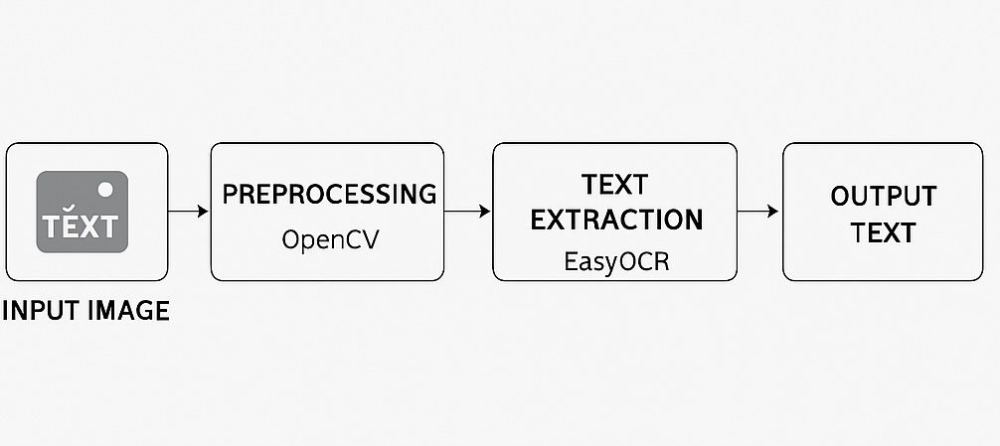 TĚXT
INPUT IMAGE
PREPROCESSING
OpenCV
TEXT
EXTRACTION
EasyOCR
OUTPUT
TEXT